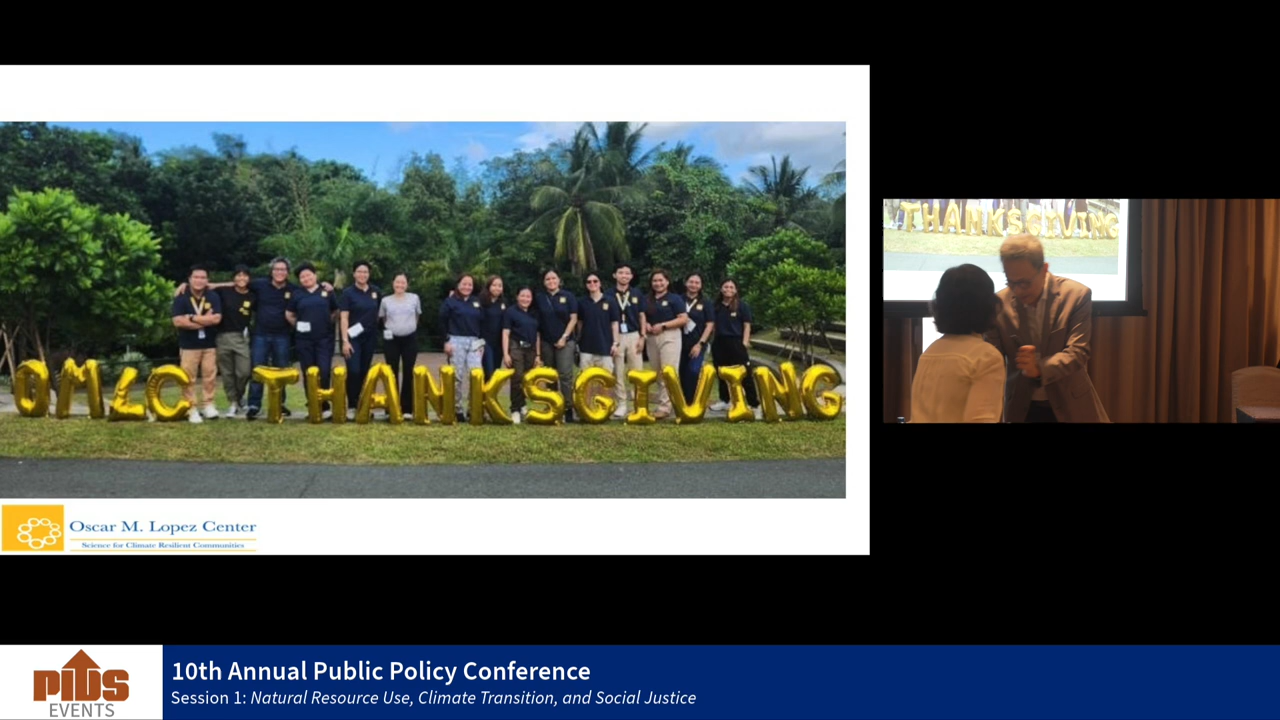 OMLC THANKSGIVING
THANKSGIVING
Oscar M. Lopez Center
Science for Climate Resilient Communities
PIDS
EVENTS
10th Annual Public Policy Conference
Session 1: Natural Resource Use, Climate Transition, and Social Justice